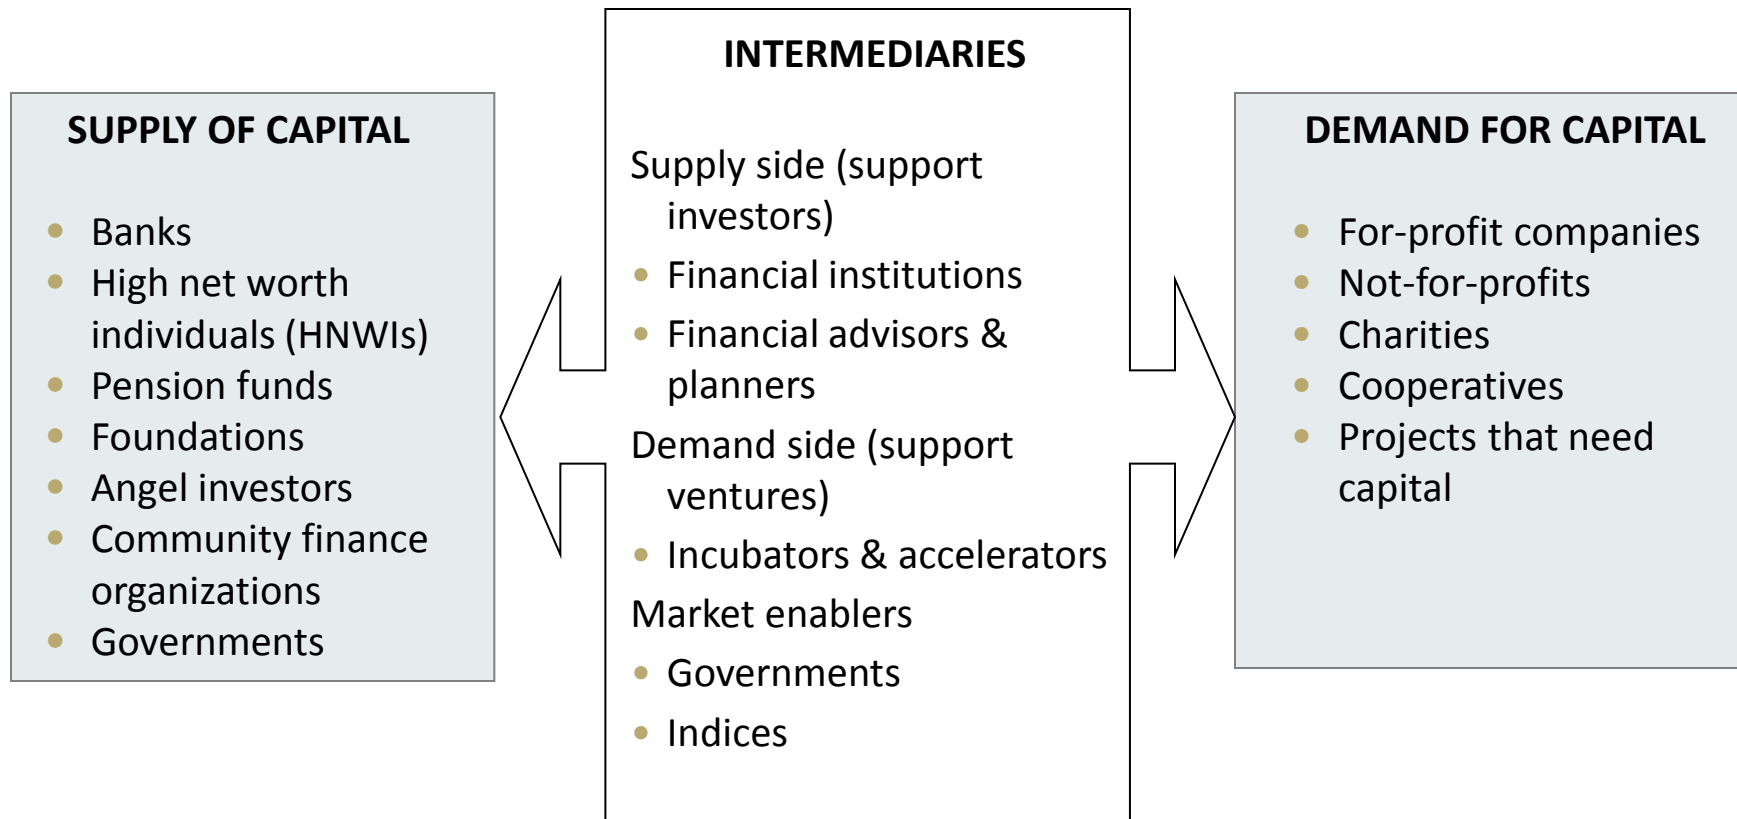 SUPPLY OF CAPITAL
• Banks
• High net worth
individuals (HNWIs)
• Pension funds
• Foundations
• Angel investors
• Community finance
organizations
• Governments
INTERMEDIARIES
Supply side (support
investors)
• Financial institutions
• Financial advisors &
planners
Demand side (support
ventures)
• Incubators & accelerators
Market enablers
• Governments
• Indices
DEMAND FOR CAPITAL
• For-profit companies
• Not-for-profits
• Charities
• Cooperatives
• Projects that need
capital